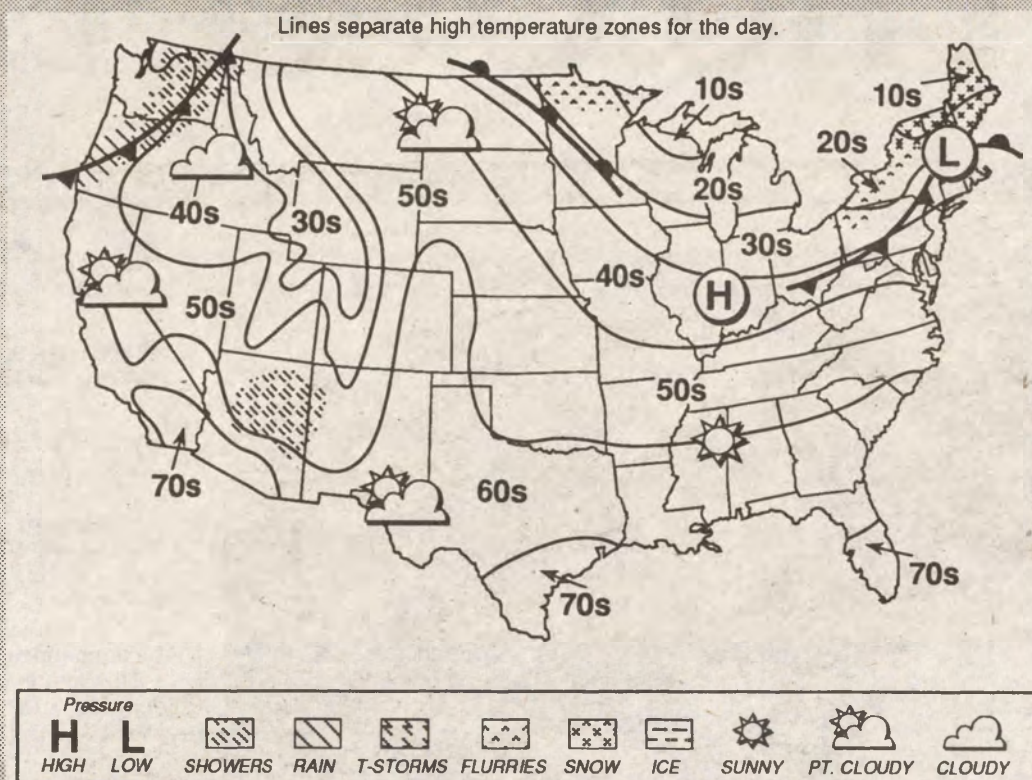 Lines separate high temperature zones for the day.
10s
10s
20s
L
40s
30s
50s
20s
30s
50s
40s
H
50s
70s
60s
70s
70s
Pressure
H L
HIGH LOW SHOWERS RAIN T-STORMS FLURRIES SNOW ICE SUNNY PT. CLOUDY CLOUDY